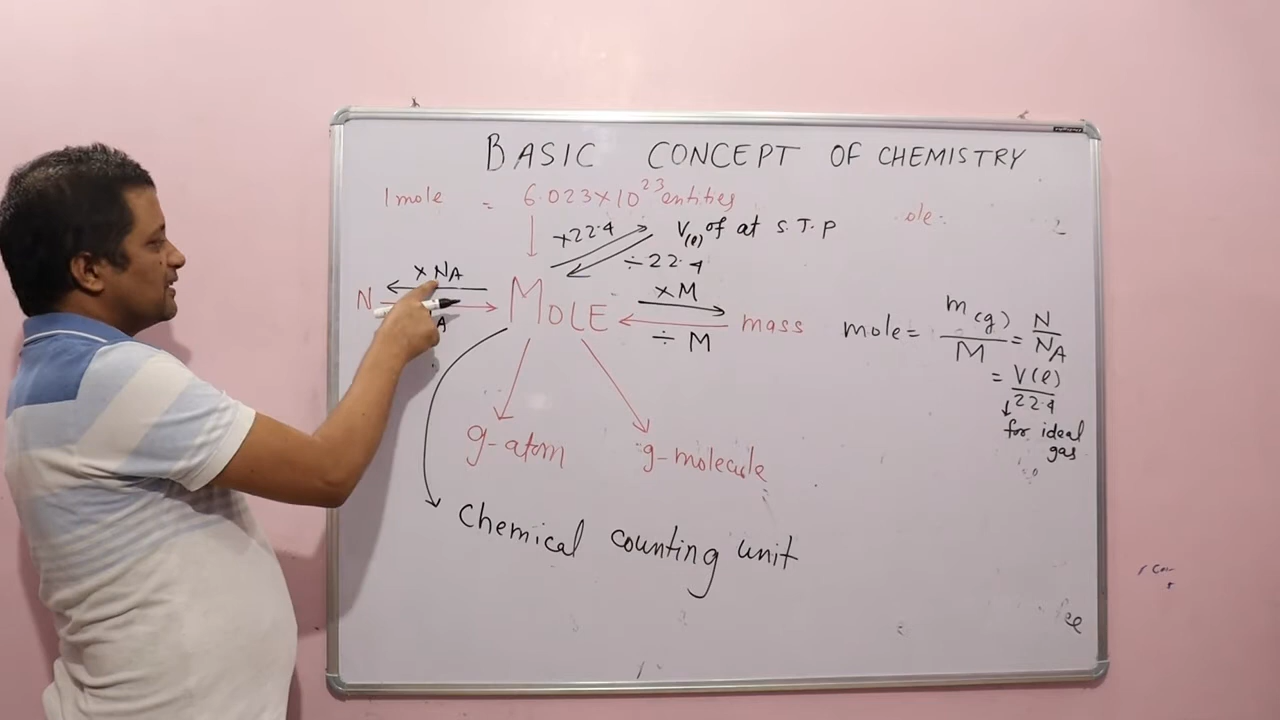 BASIC CONCEPT OF CHEMISTRY
1mole = 6.023×10²³ entities
ole:
×22.4
V(l) of at S.T.P
÷22.4
×NA
N
A
MOLE
×M
÷ M
mass
mole = m(g) / M = N / NA
= V(l) / 22.4
for ideal
gas
g-atom
g-molecule
Chemical counting unit